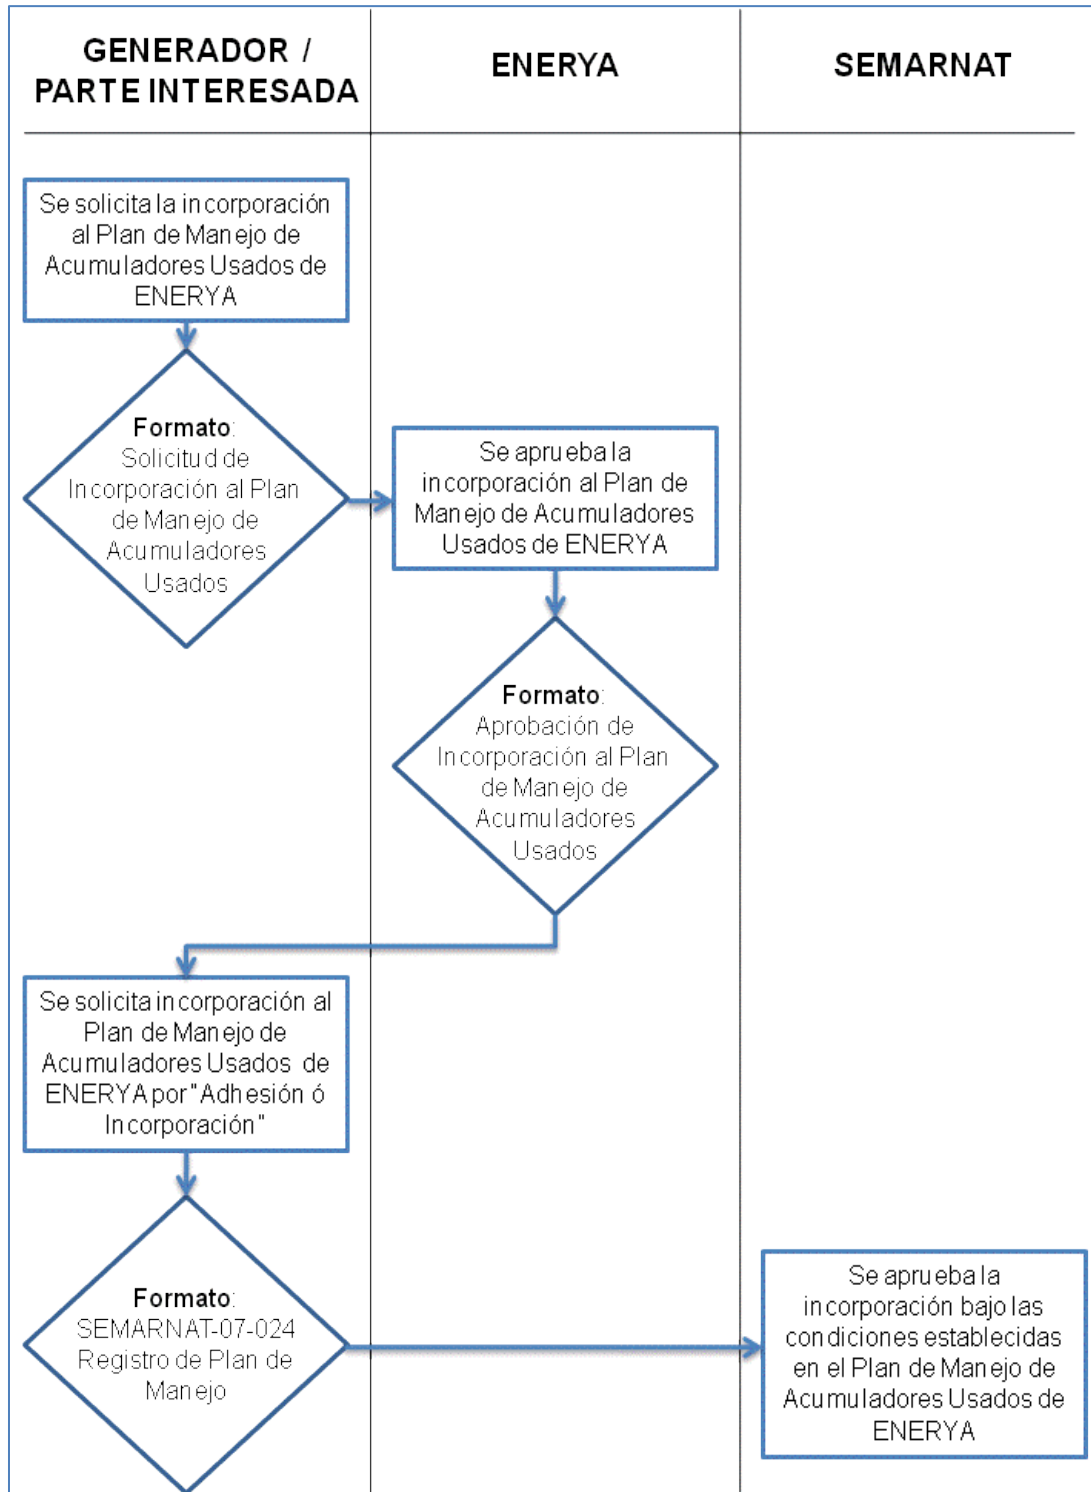 GENERADOR /
PARTE INTERESADA
ENERYA
SEMARNAT
Se solicita la incorporación
al Plan de Manejo de
Acumuladores Usados de
ENERYA
Formato:
Solicitud de
Incorporación al Plan
de Manejo de
Acumuladores
Usados
Se aprueba la
incorporación al Plan de
Manejo de Acumuladores
Usados de ENERYA
Formato:
Aprobación de
Incorporación al Plan
de Manejo de
Acumuladores
Usados
Se solicita incorporación al
Plan de Manejo de
Acumuladores Usados de
ENERYA por "Adhesión ó
Incorporación"
Formato:
SEMARNAT-07-024
Registro de Plan de
Manejo
Se aprueba la
incorporación bajo las
condiciones establecidas
en el Plan de Manejo de
Acumuladores Usados de
ENERYA